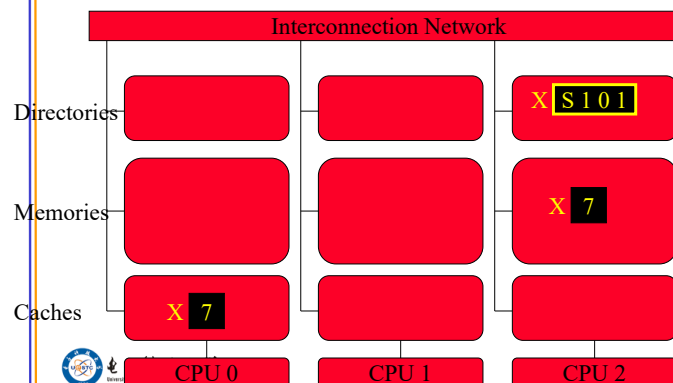 Interconnection Network
Directories
X S 1 0 1
Memories
X 7
Caches
X 7
CPU 0 CPU 1 CPU 2